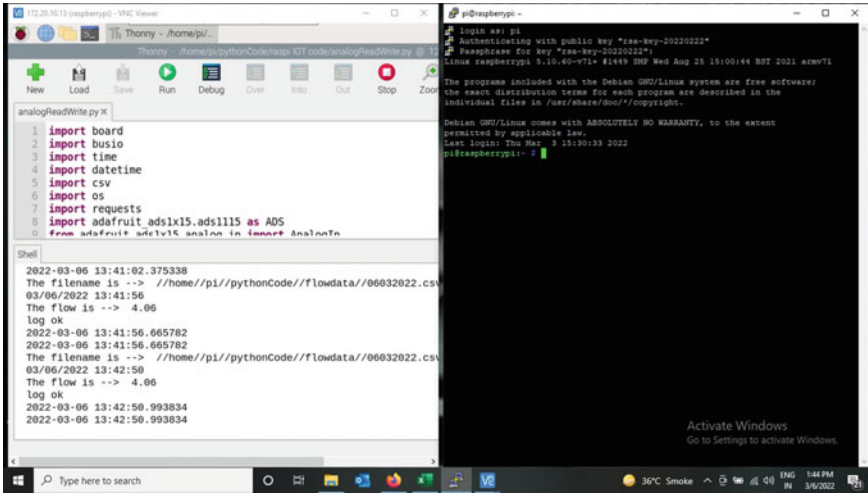 172.20.10.13 (raspberrypi) - VNC Viewer
Thonny - /home/pi/...
Thonny - /home/pi/pythonCode/raspi IOT code/analogReadWrite.py @ 12
New Load Save Run Debug Over Into Out Stop Zoor
analogReadWrite.py
1 import board
2 import busio
3 import time
4 import datetime
5 import csv
6 import os
7 import requests
8 import adafruit_ads1x15.ads1115 as ADS
9 from adafruit_ads1x15.analog_in import AnalogIn
Shell
2022-03-06 13:41:02.375338
The filename is --> //home//pi//pythonCode//flowdata//06032022.csv
03/06/2022 13:41:56
The flow is --> 4.06
log ok
2022-03-06 13:41:56.665782
2022-03-06 13:41:56.665782
The filename is --> //home//pi//pythonCode//flowdata//06032022.csv
03/06/2022 13:42:50
The flow is --> 4.06
log ok
2022-03-06 13:42:50.993834
2022-03-06 13:42:50.993834
pi@raspberrypi: ~
login as: pi
Authenticating with public key "rsa-key-20220222"
Passphrase for key "rsa-key-20220222":
Linux raspberrypi 5.10.60-v7l+ #1449 SMP Wed Aug 25 15:00:44 BST 2021 armv7l
The programs included with the Debian GNU/Linux system are free software;
the exact distribution terms for each program are described in the
individual files in /usr/share/doc/*/copyright.
Debian GNU/Linux comes with ABSOLUTELY NO WARRANTY, to the extent
permitted by applicable law.
Last login: Thu Mar  3 15:30:33 2022
pi@raspberrypi:~ $
Activate Windows
Go to Settings to activate Windows.
Type here to search
36°C Smoke
ENG
IN
1:44 PM
3/6/2022
21